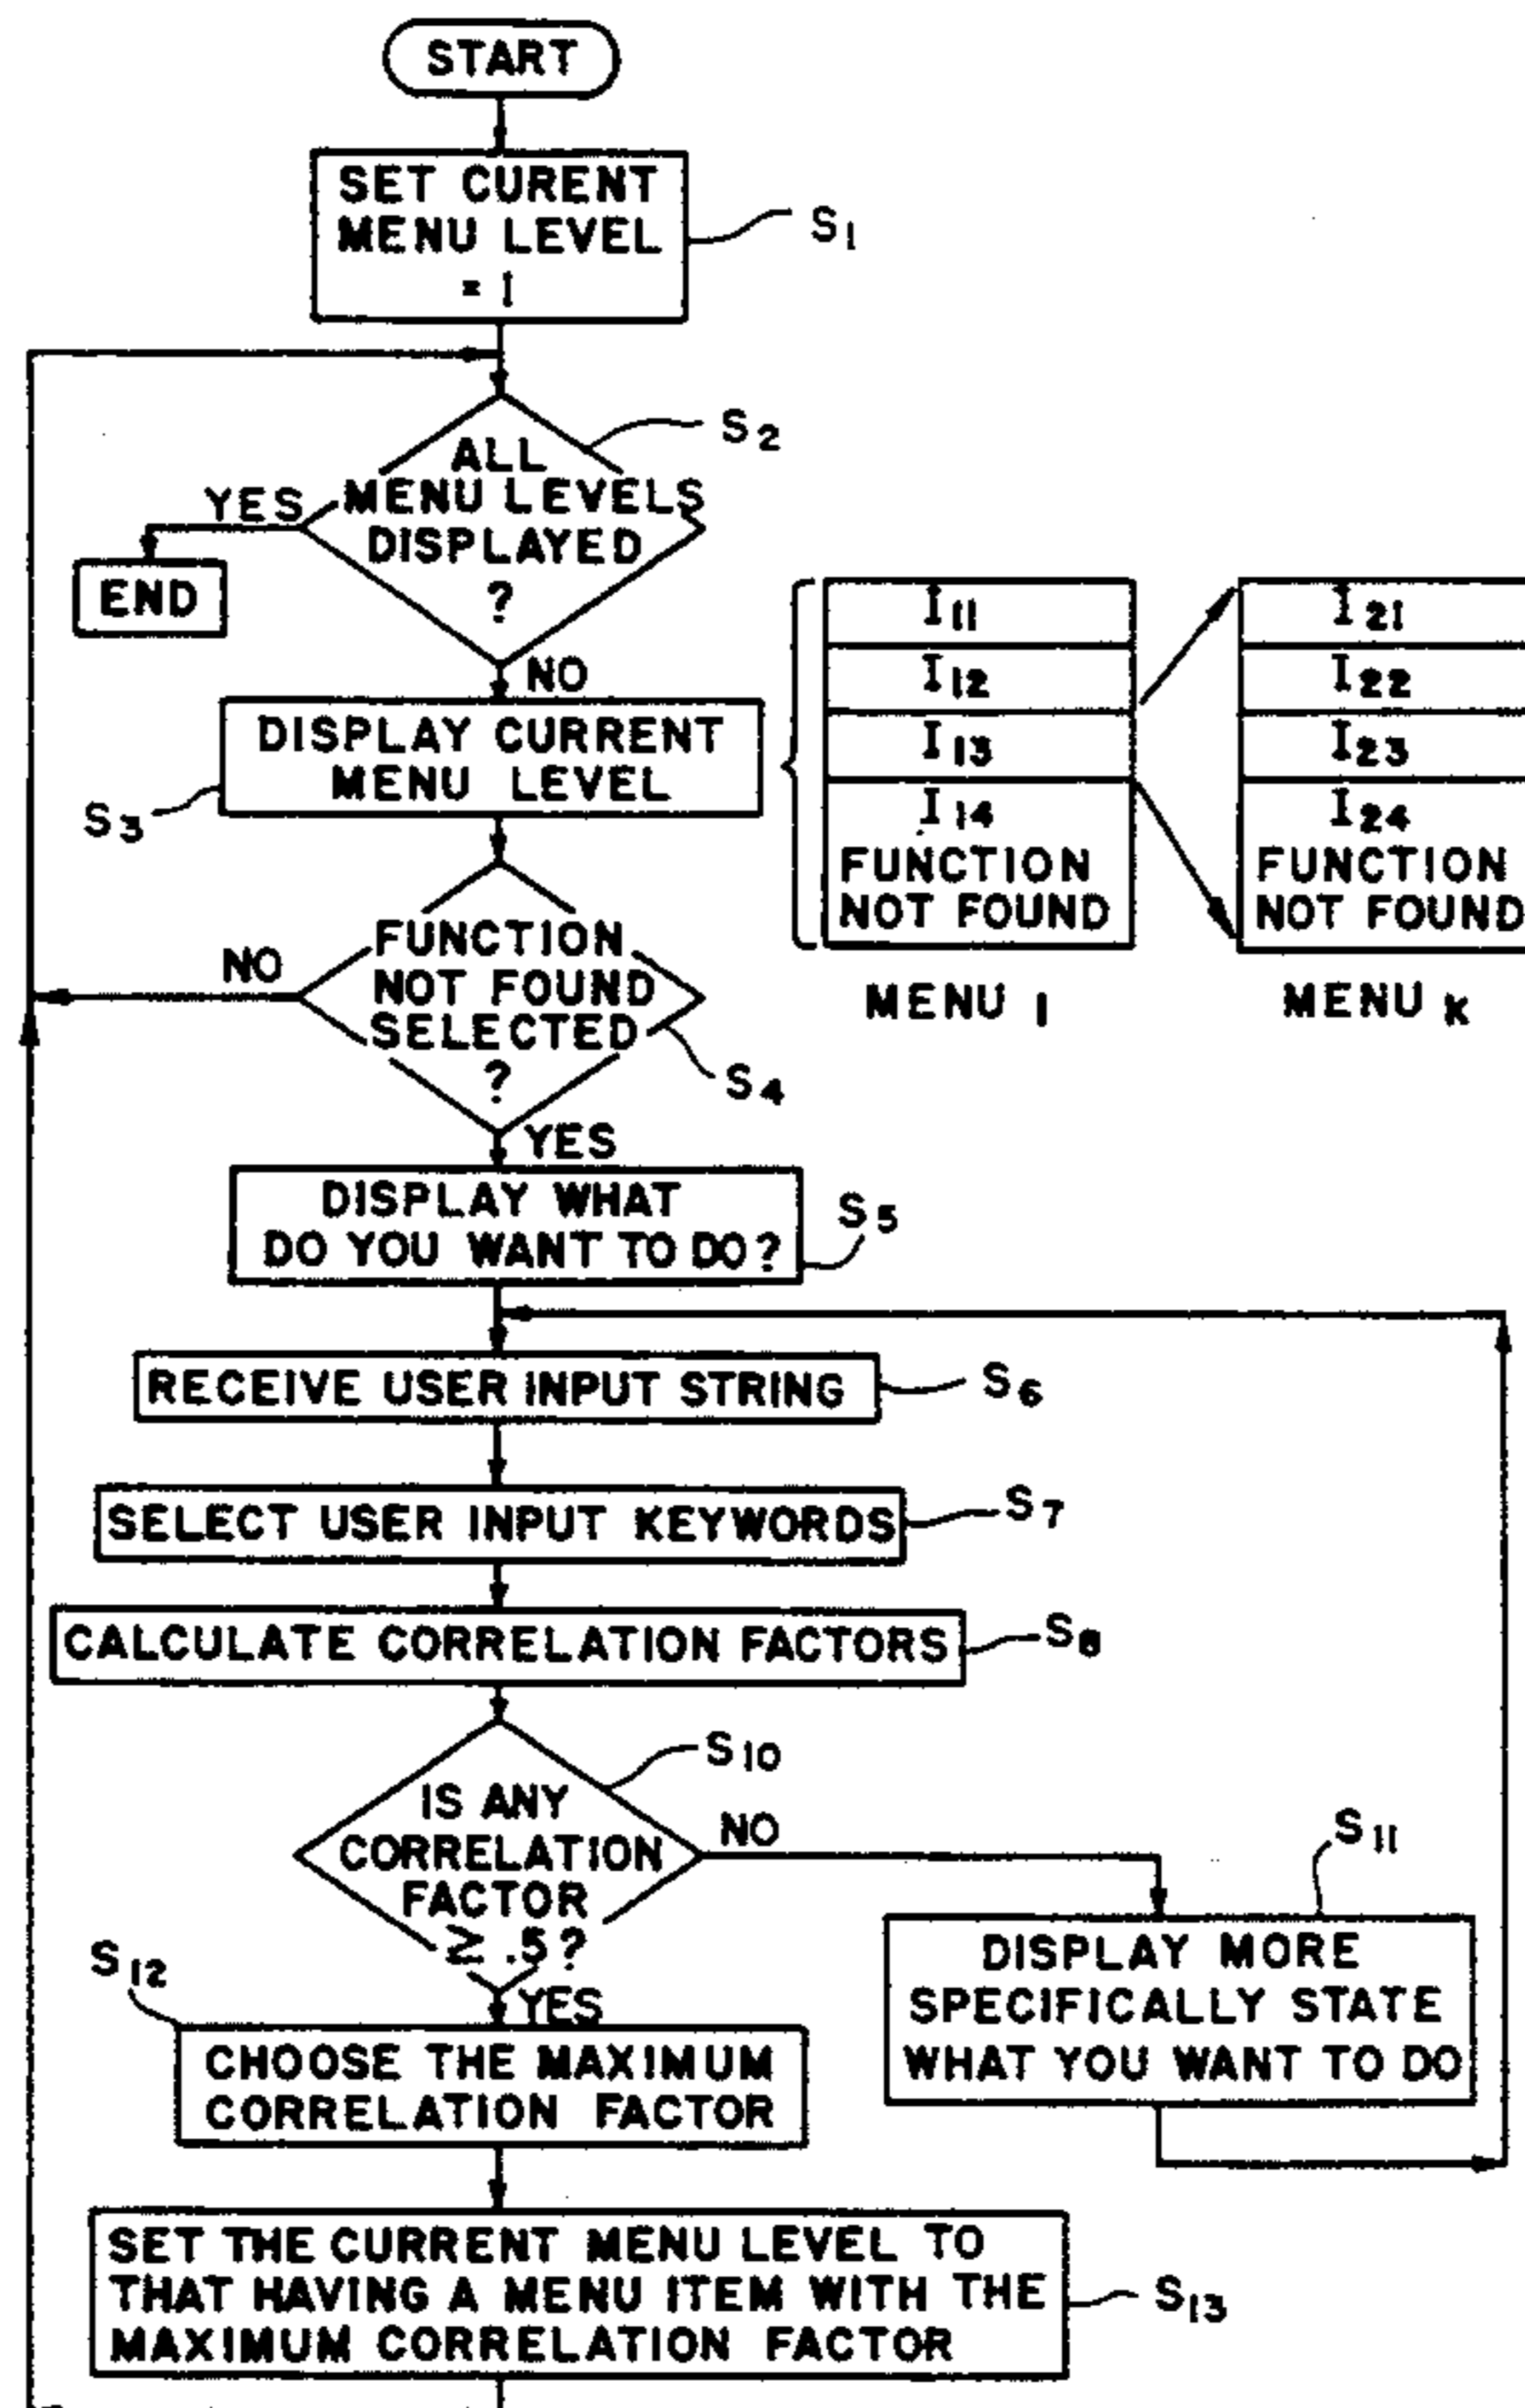 START
SET CURENT
MENU LEVEL
= 1
S1
ALL
MENU LEVELS
DISPLAYED
?
S2
YES
END
NO
DISPLAY CURRENT
MENU LEVEL
S3
I11
I12
I13
I14
FUNCTION
NOT FOUND
MENU 1
I21
I22
I23
I24
FUNCTION
NOT FOUND
MENU K
FUNCTION
NOT FOUND
SELECTED
?
NO
S4
YES
DISPLAY WHAT
DO YOU WANT TO DO?
S5
RECEIVE USER INPUT STRING
S6
SELECT USER INPUT KEYWORDS
S7
CALCULATE CORRELATION FACTORS
S8
IS ANY
CORRELATION
FACTOR
≥ .5?
S10
NO
S11
DISPLAY MORE
SPECIFICALLY STATE
WHAT YOU WANT TO DO
YES
S12
CHOOSE THE MAXIMUM
CORRELATION FACTOR
SET THE CURRENT MENU LEVEL TO
THAT HAVING A MENU ITEM WITH THE
MAXIMUM CORRELATION FACTOR
S13